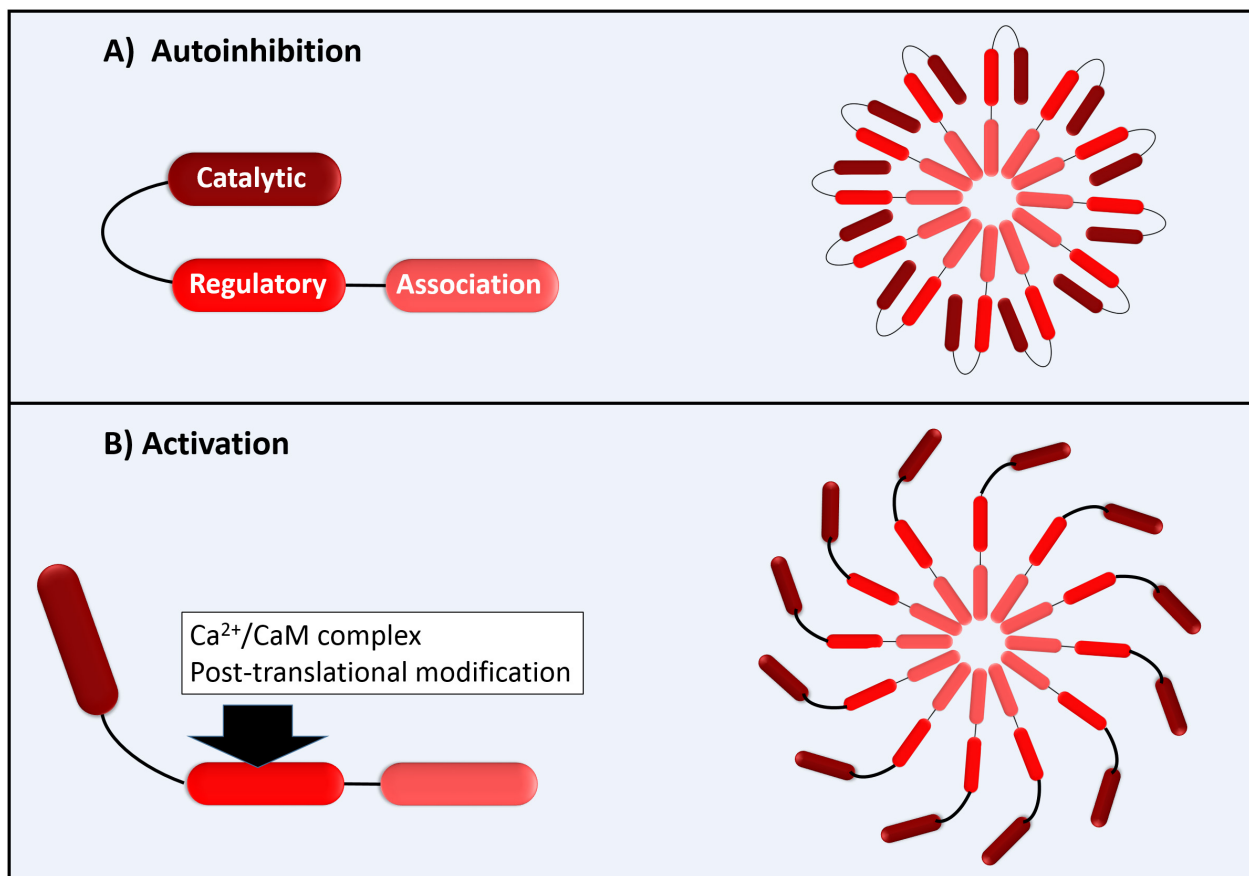 A) Autoinhibition
Catalytic
Regulatory
Association
B) Activation
Ca²⁺/CaM complex
Post-translational modification